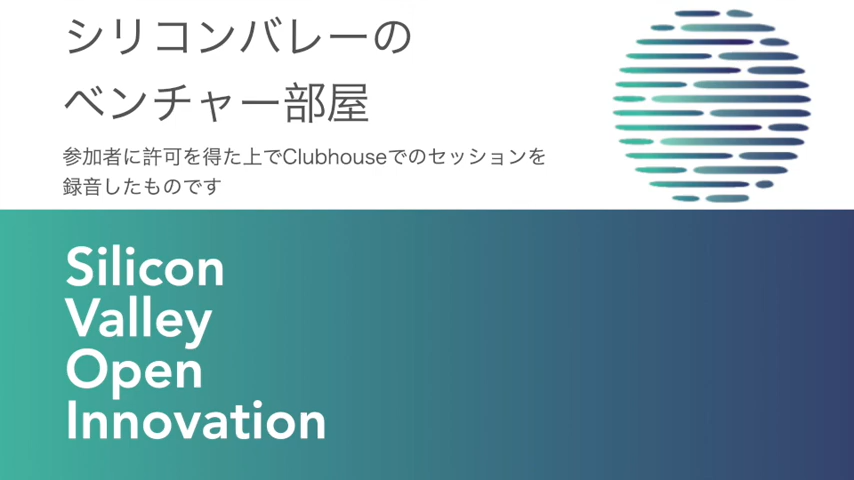 シリコンバレーの
ベンチャー部屋
参加者に許可を得た上でClubhouseでのセッションを
録音したものです
Silicon
Valley
Open
Innovation